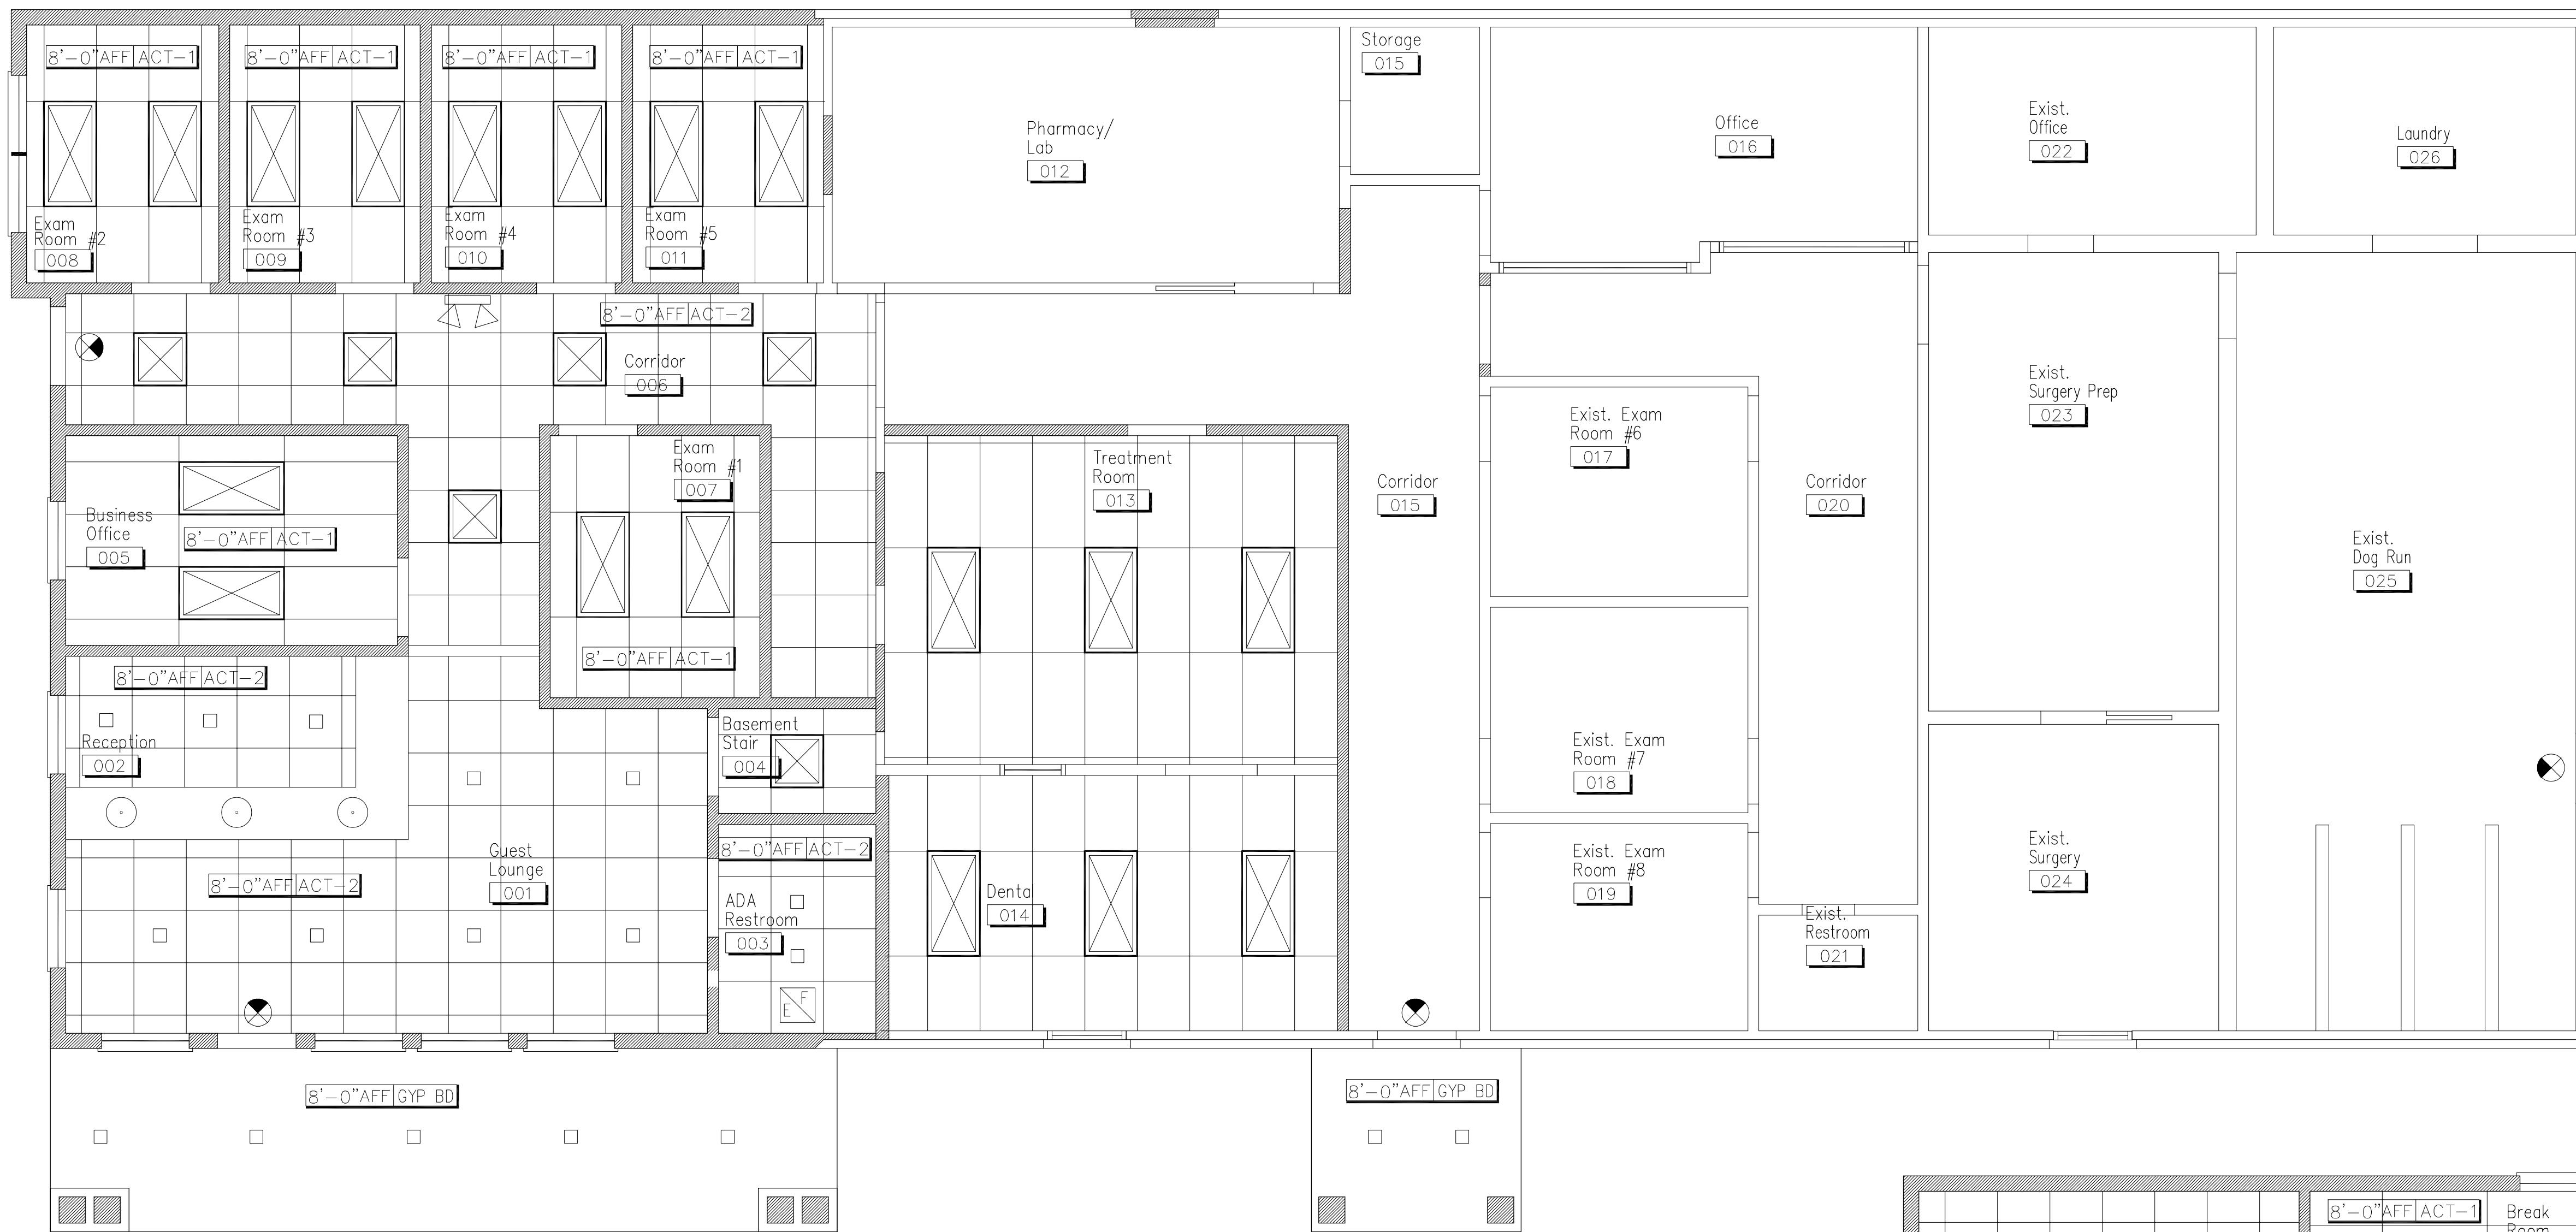 8'-0"AFF ACT-1
8'-0"AFF ACT-1
8'-0"AFF ACT-1
8'-0"AFF ACT-1
Exam
Room #2
008
Exam
Room #3
009
Exam
Room #4
010
Exam
Room #5
011
Pharmacy/
Lab
012
Storage
015
Office
016
Exist.
Office
022
Laundry
026
8'-0"AFF ACT-2
Corridor
006
Business
Office
005
8'-0"AFF ACT-1
Exam
Room #1
007
8'-0"AFF ACT-1
Treatment
Room
013
Corridor
015
Exist. Exam
Room #6
017
Corridor
020
Exist.
Surgery Prep
023
Exist.
Dog Run
025
8'-0"AFF ACT-2
Reception
002
Basement
Stair
004
Exist. Exam
Room #7
018
8'-0"AFF ACT-2
Guest
Lounge
001
8'-0"AFF ACT-2
ADA
Restroom
003
E F
Dental
014
Exist. Exam
Room #8
019
Exist.
Restroom
021
Exist.
Surgery
024
8'-0"AFF GYP BD
8'-0"AFF GYP BD
8'-0"AFF ACT-1
Break
Room